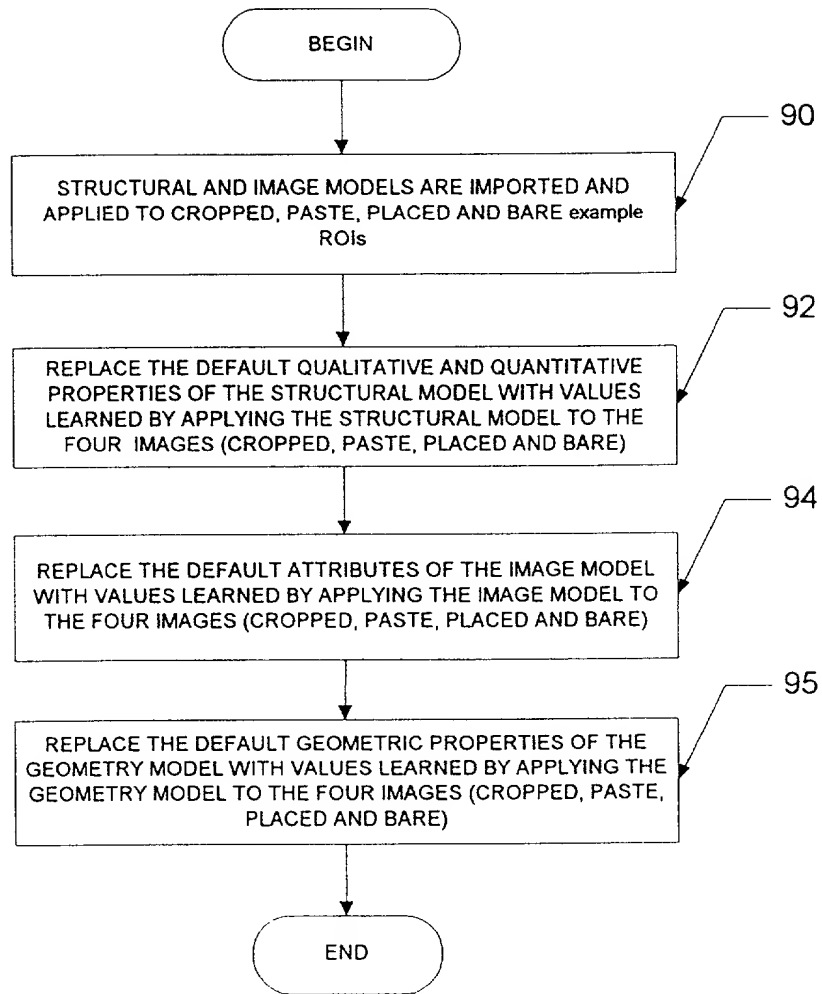 BEGIN
90
STRUCTURAL AND IMAGE MODELS ARE IMPORTED AND
APPLIED TO CROPPED, PASTE, PLACED AND BARE example
ROIs
92
REPLACE THE DEFAULT QUALITATIVE AND QUANTITATIVE
PROPERTIES OF THE STRUCTURAL MODEL WITH VALUES
LEARNED BY APPLYING THE STRUCTURAL MODEL TO THE
FOUR IMAGES (CROPPED, PASTE, PLACED AND BARE)
94
REPLACE THE DEFAULT ATTRIBUTES OF THE IMAGE MODEL
WITH VALUES LEARNED BY APPLYING THE IMAGE MODEL TO
THE FOUR IMAGES (CROPPED, PASTE, PLACED AND BARE)
95
REPLACE THE DEFAULT GEOMETRIC PROPERTIES OF THE
GEOMETRY MODEL WITH VALUES LEARNED BY APPLYING THE
GEOMETRY MODEL TO THE FOUR IMAGES (CROPPED, PASTE,
PLACED AND BARE)
END